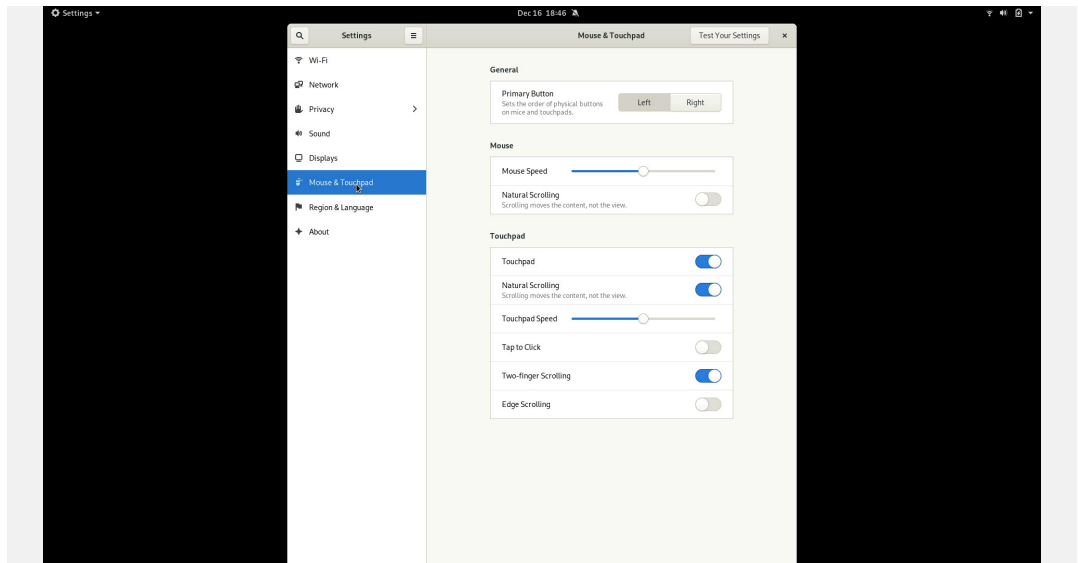 Settings
Dec 16 18:46
Settings
Mouse & Touchpad
Test Your Settings
Wi-Fi
Network
Privacy
Sound
Displays
Mouse & Touchpad
Region & Language
About
General
Primary Button
Sets the order of physical buttons
on mice and touchpads.
Left
Right
Mouse
Mouse Speed
Natural Scrolling
Scrolling moves the content, not the view.
Touchpad
Touchpad
Natural Scrolling
Scrolling moves the content, not the view.
Touchpad Speed
Tap to Click
Two-finger Scrolling
Edge Scrolling